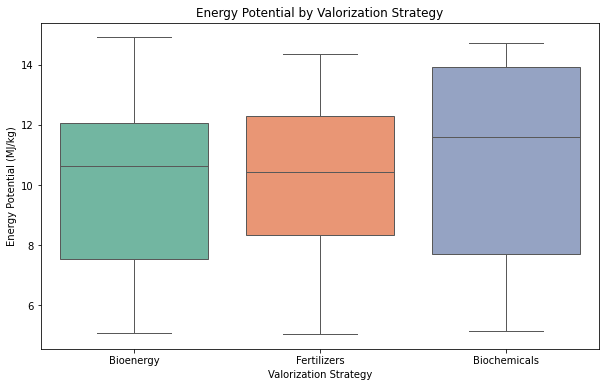 Energy Potential by Valorization Strategy
Energy Potential (MJ/kg)
14
12
10
8
6
Bioenergy
Fertilizers
Biochemicals
Valorization Strategy